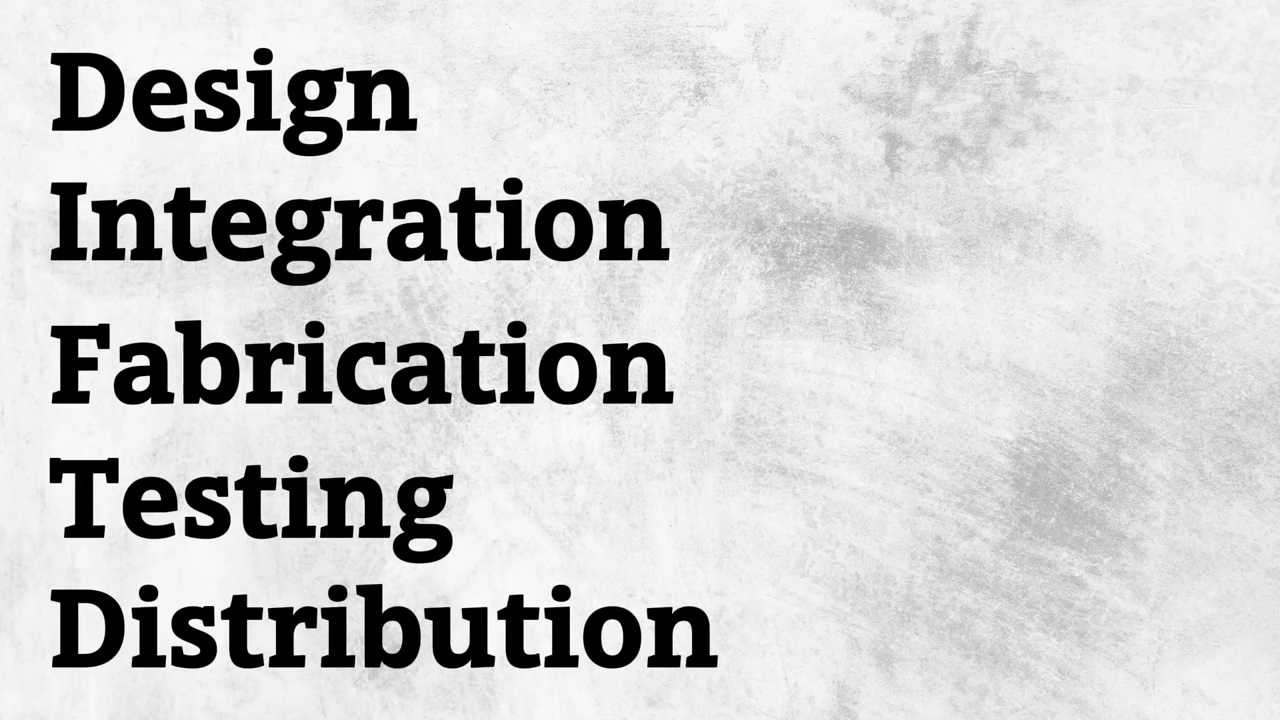 Design
Integration
Fabrication
Testing
Distribution